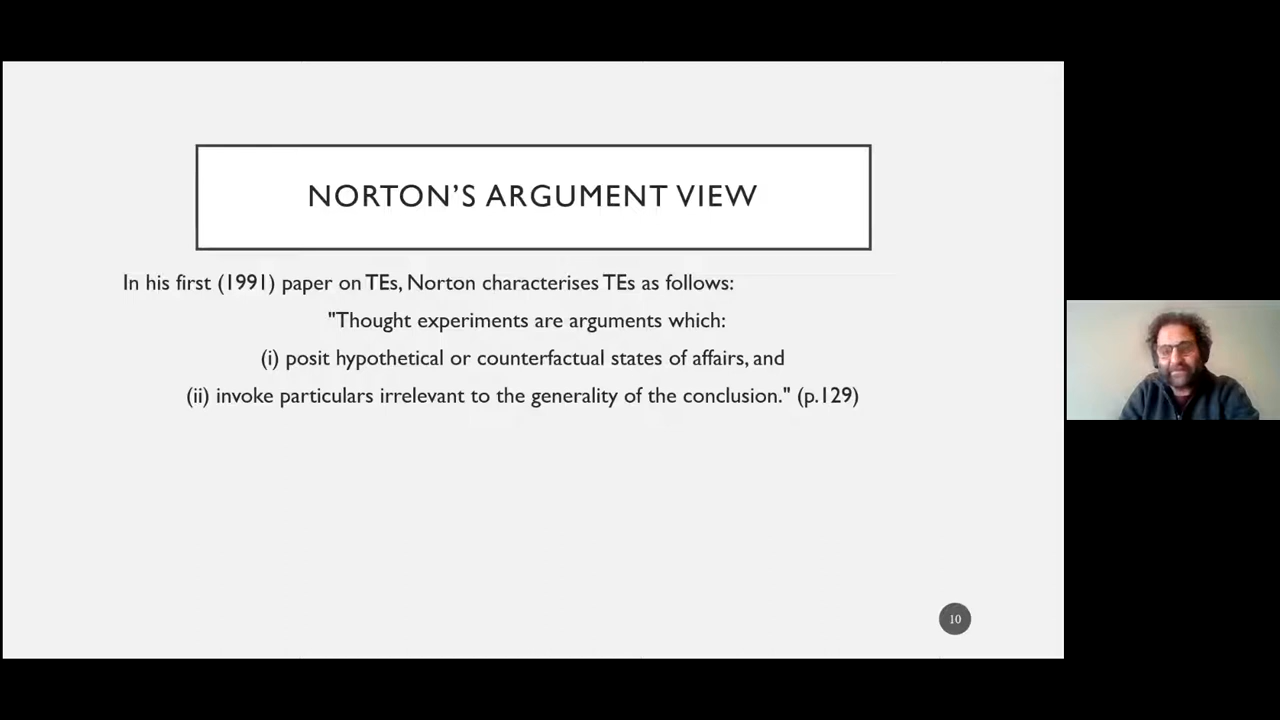 NORTON’S ARGUMENT VIEW
In his first (1991) paper on TEs, Norton characterises TEs as follows:
"Thought experiments are arguments which:
(i) posit hypothetical or counterfactual states of affairs, and
(ii) invoke particulars irrelevant to the generality of the conclusion." (p.129)
10